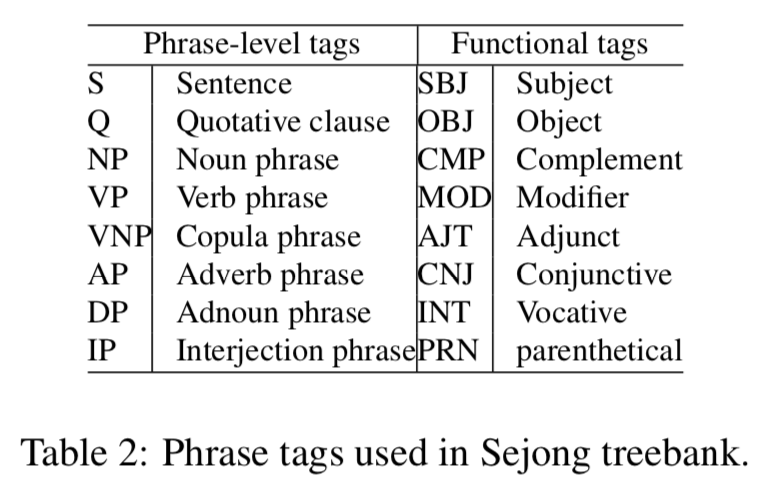 Phrase-level tags Functional tags
S Sentence SBJ Subject
Q Quotative clause OBJ Object
NP Noun phrase CMP Complement
VP Verb phrase MOD Modifier
VNP Copula phrase AJT Adjunct
AP Adverb phrase CNJ Conjunctive
DP Adnoun phrase INT Vocative
IP Interjection phrase PRN parenthetical
Table 2: Phrase tags used in Sejong treebank.